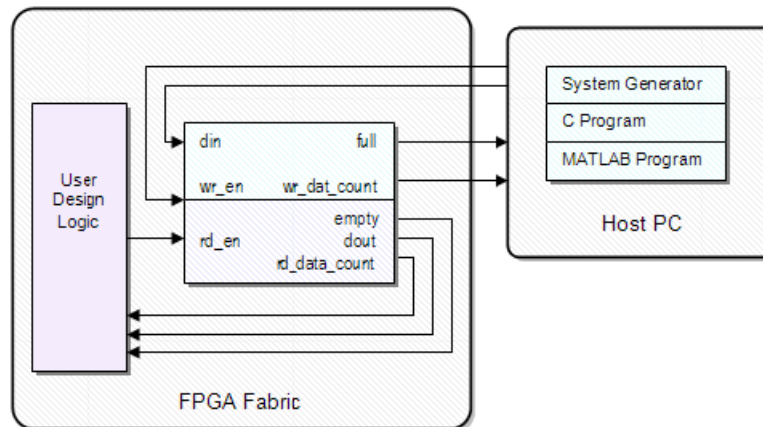 System Generator
C Program
MATLAB Program
Host PC
User
Design
Logic
din full
wr_en wr_dat_count
empty
rd_en dout
rd_data_count
FPGA Fabric